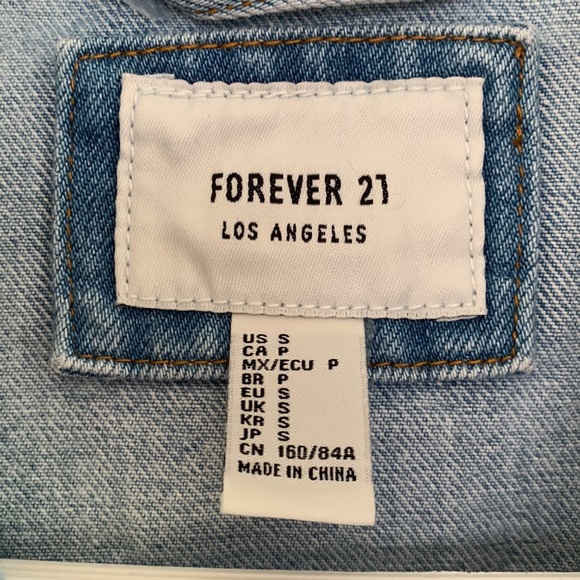 FOREVER 21
LOS ANGELES
US S
CA P
MX/ECU P
BR P
EU S
UK S
KR S
JP S
CN 160/84A
MADE IN CHINA